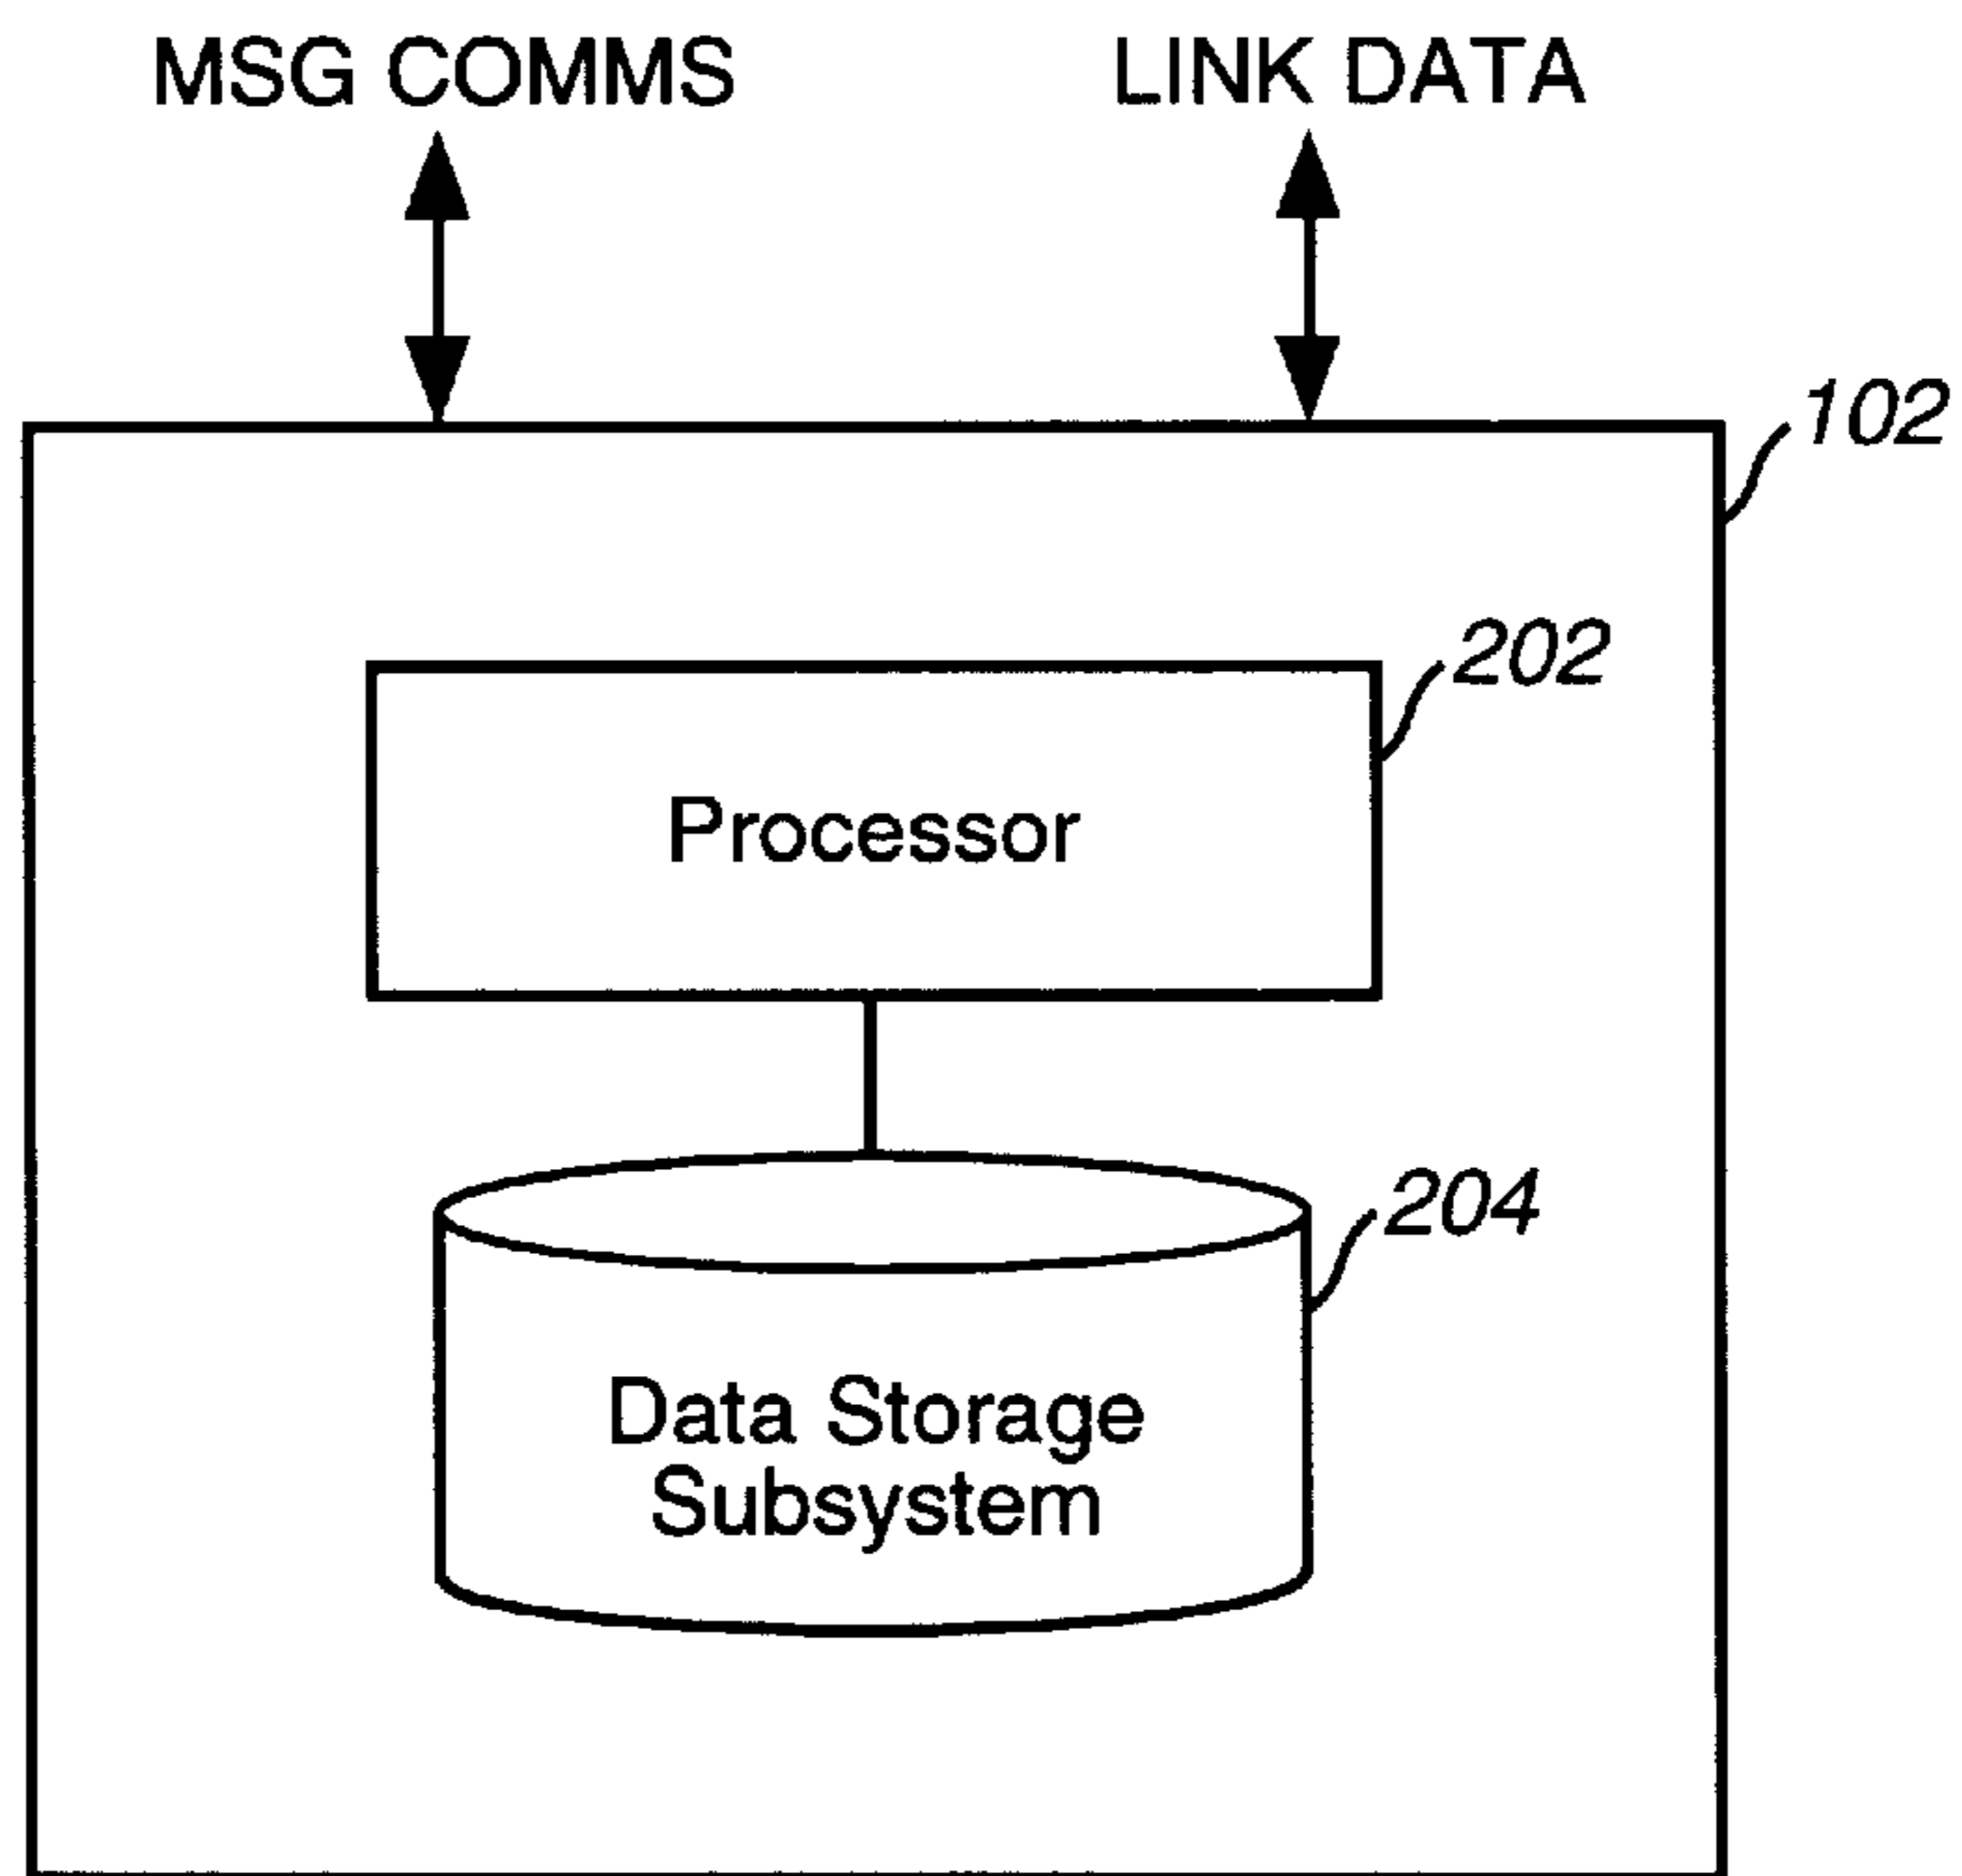 MSG COMMS
LINK DATA
102
202
Processor
204
Data Storage
Subsystem